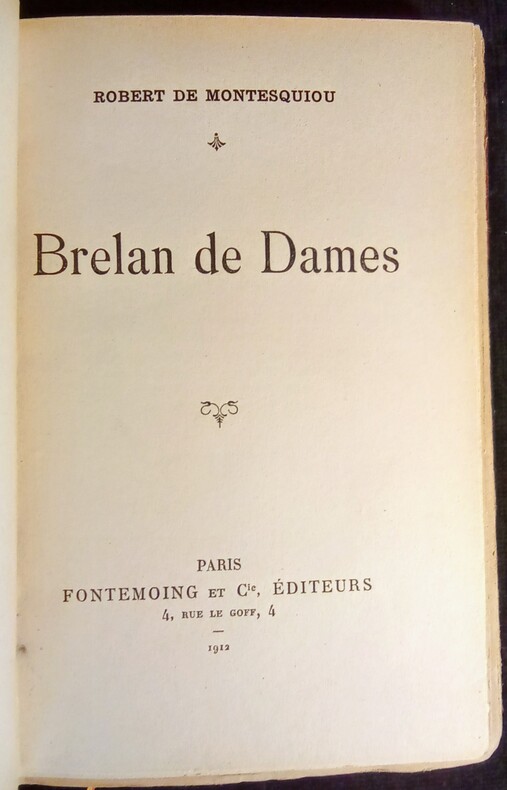 ROBERT DE MONTESQUIOU
Brelan de Dames
PARIS
FONTEMOING ET Cie, ÉDITEURS
4, RUE LE GOFF, 4
1912